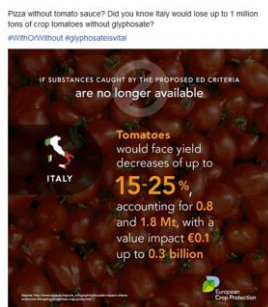 Pizza without tomato sauce? Did you know Italy would lose up to 1 million
tons of crop tomatoes without glyphosate?
#WithOrWithout #glyphosateisvital
IF SUBSTANCES CAUGHT BY THE PROPOSED ED CRITERIA
are no longer available
ITALY
Tomatoes
would face yield
decreases of up to
15-25%,
accounting for 0.8
and 1.8 Mt, with a
value impact €0.1
up to 0.3 billion
European
Crop Protection